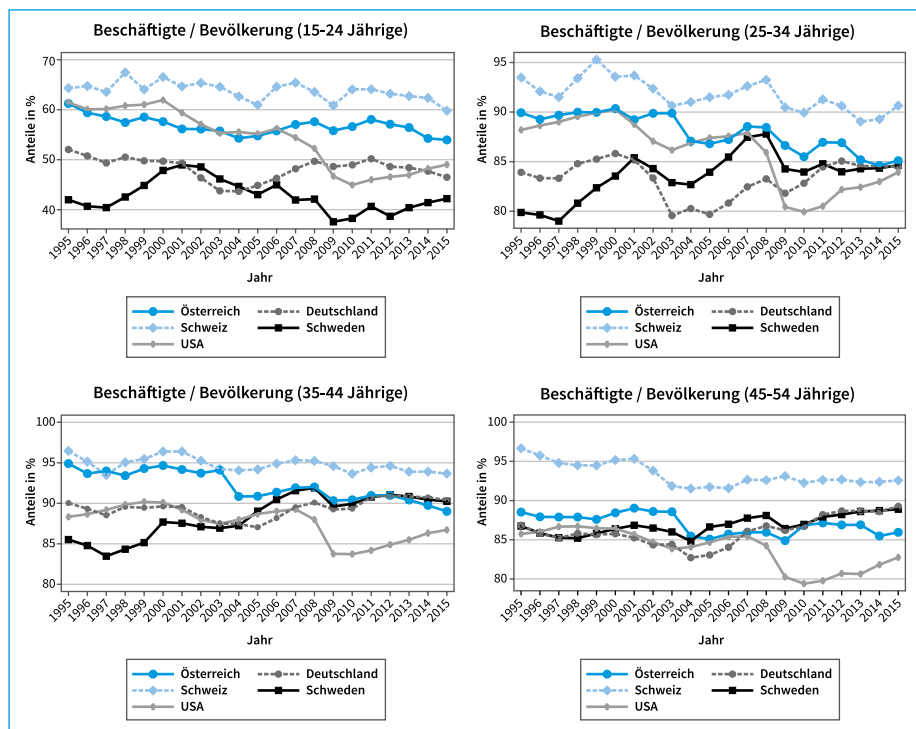 Beschäftigte / Bevölkerung (15-24 Jährige)
Anteile in %
70
60
50
40
1995 1996 1997 1998 1999 2000 2001 2002 2003 2004 2005 2006 2007 2008 2009 2010 2011 2012 2013 2014 2015
Jahr
Österreich Deutschland
Schweiz Schweden
USA
Beschäftigte / Bevölkerung (25-34 Jährige)
Anteile in %
95
90
85
80
1995 1996 1997 1998 1999 2000 2001 2002 2003 2004 2005 2006 2007 2008 2009 2010 2011 2012 2013 2014 2015
Jahr
Österreich Deutschland
Schweiz Schweden
USA
Beschäftigte / Bevölkerung (35-44 Jährige)
Anteile in %
100
95
90
85
80
1995 1996 1997 1998 1999 2000 2001 2002 2003 2004 2005 2006 2007 2008 2009 2010 2011 2012 2013 2014 2015
Jahr
Österreich Deutschland
Schweiz Schweden
USA
Beschäftigte / Bevölkerung (45-54 Jährige)
Anteile in %
100
95
90
85
80
1995 1996 1997 1998 1999 2000 2001 2002 2003 2004 2005 2006 2007 2008 2009 2010 2011 2012 2013 2014 2015
Jahr
Österreich Deutschland
Schweiz Schweden
USA